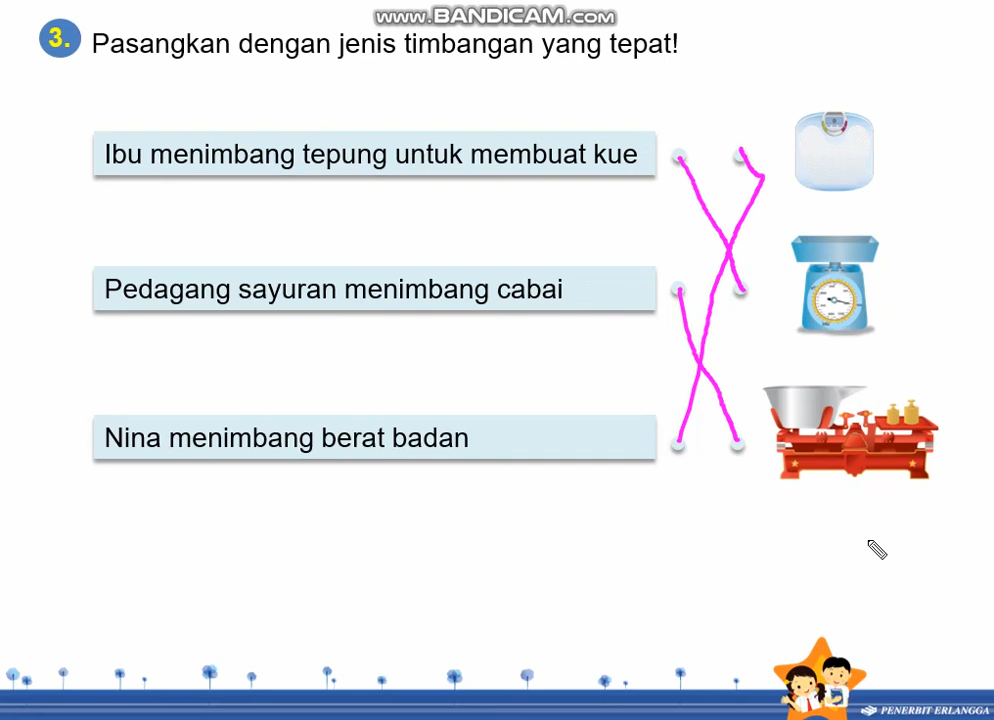 WWW.BANDICAM.COM
3. Pasangkan dengan jenis timbangan yang tepat!
Ibu menimbang tepung untuk membuat kue
Pedagang sayuran menimbang cabai
Nina menimbang berat badan
PENERBIT ERLANGGA